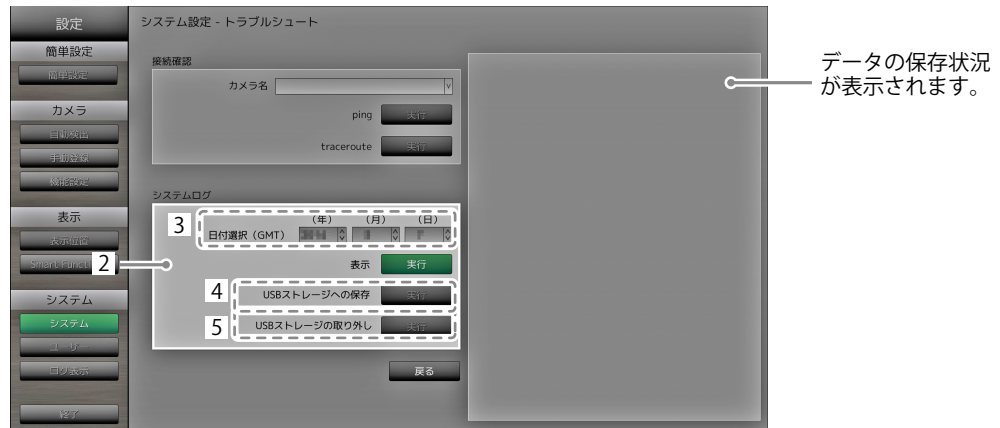 設定
システム設定 - トラブルシュート
簡単設定
簡単設定
カメラ
自動検出
手動登録
機能設定
表示
表示位置
2
システム
システム
ユーザー
ログ表示
終了
接続確認
カメラ名
ping 実行
traceroute 実行
システムログ
3
(年) (月) (日)
日付選択(GMT)
表示 実行
4 USBストレージへの保存 実行
5 USBストレージの取り外し 実行
戻る
データの保存状況
が表示されます。